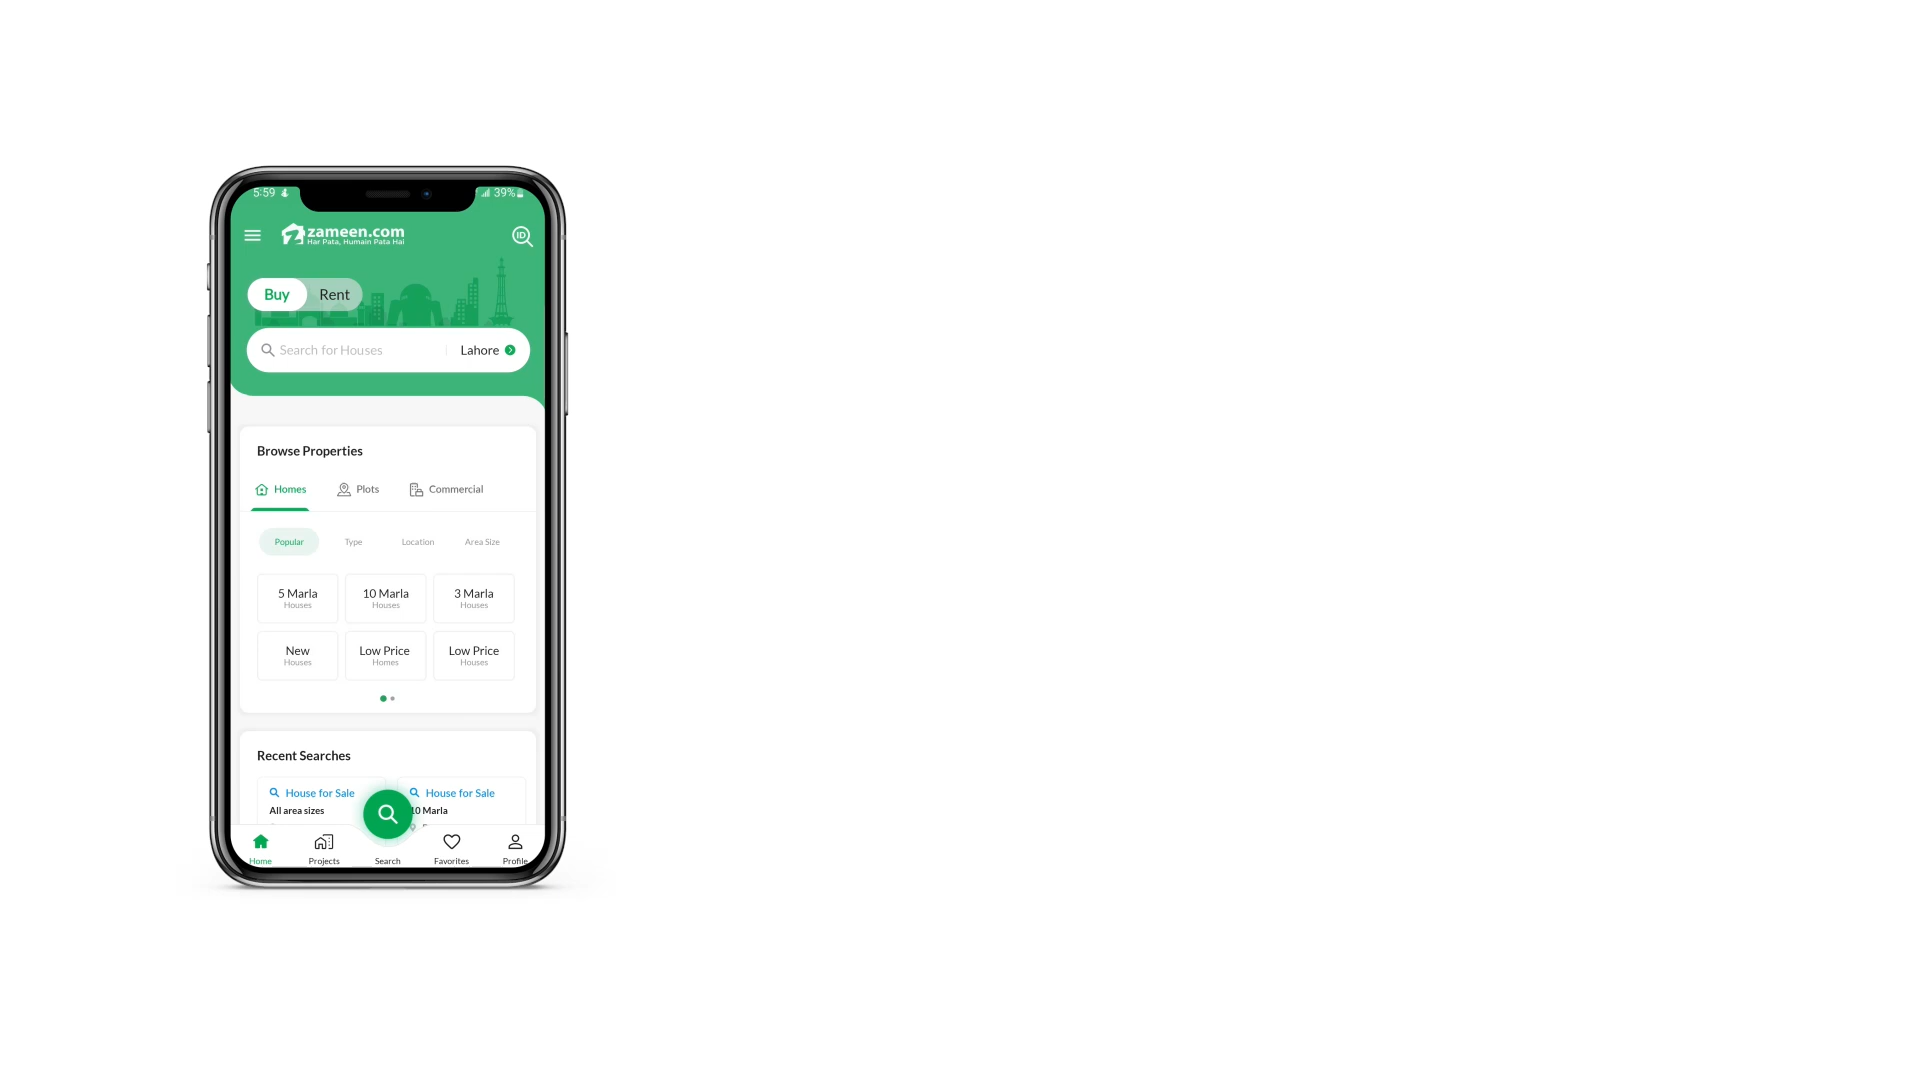 5:59
39%
zameen.com
Har Pata, Humain Pata Hai
ID
Buy Rent
Search for Houses Lahore
Browse Properties
Homes Plots Commercial
Popular Type Location Area Size
5 Marla 10 Marla 3 Marla
Houses Houses Houses
New Low Price Low Price
Houses Homes Houses
Recent Searches
House for Sale House for Sale
All area sizes 10 Marla
Home Projects Search Favorites Profile